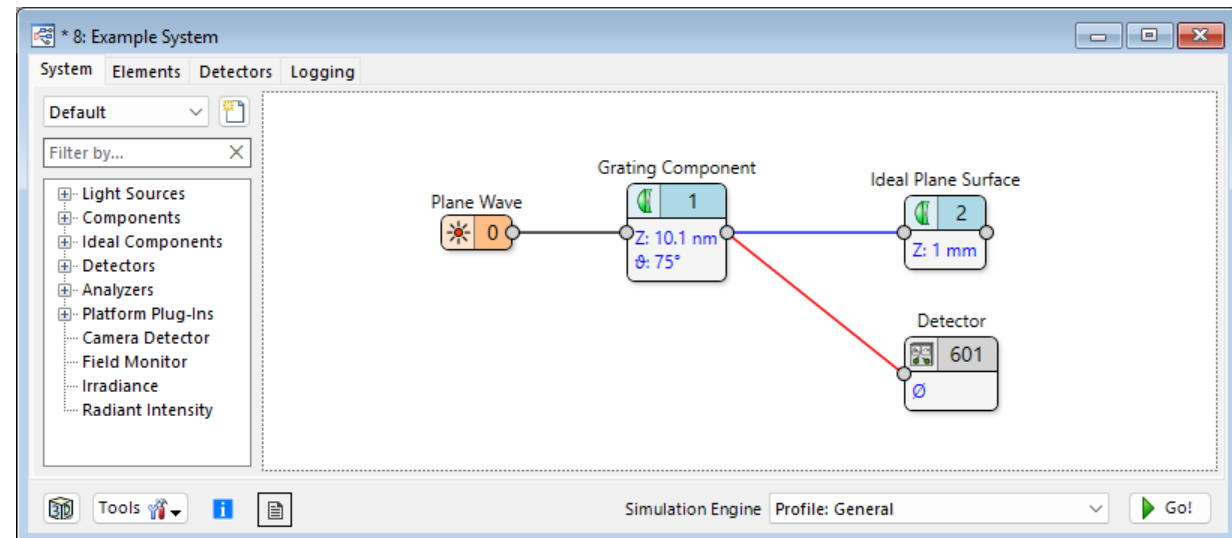 * 8: Example System
System Elements Detectors Logging
Default
Filter by...
Light Sources
Components
Ideal Components
Detectors
Analyzers
Platform Plug-Ins
Camera Detector
Field Monitor
Irradiance
Radiant Intensity
Plane Wave
0
Grating Component
1
Z: 10.1 nm
ϑ: 75°
Ideal Plane Surface
2
Z: 1 mm
Detector
601
Ø
3D
Tools
i
Simulation Engine Profile: General
Go!